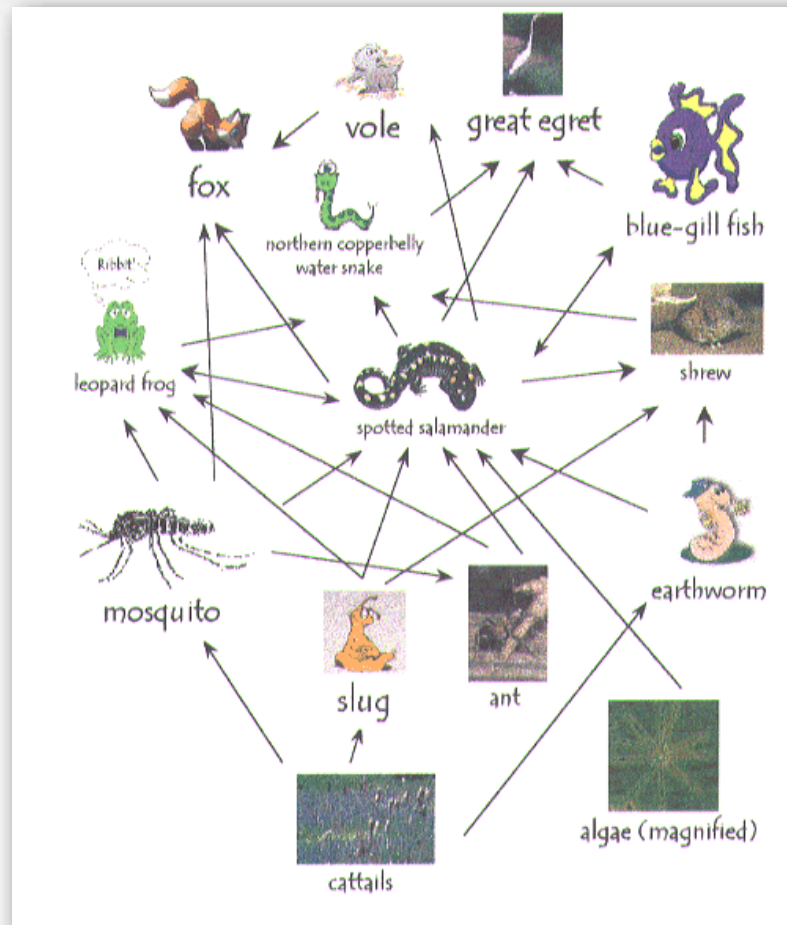 vole
great egret
fox
blue-gill fish
northern copperbelly
water snake
Ribbit!
leopard frog
shrew
spotted salamander
mosquito
earthworm
slug
ant
algae (magnified)
cattails